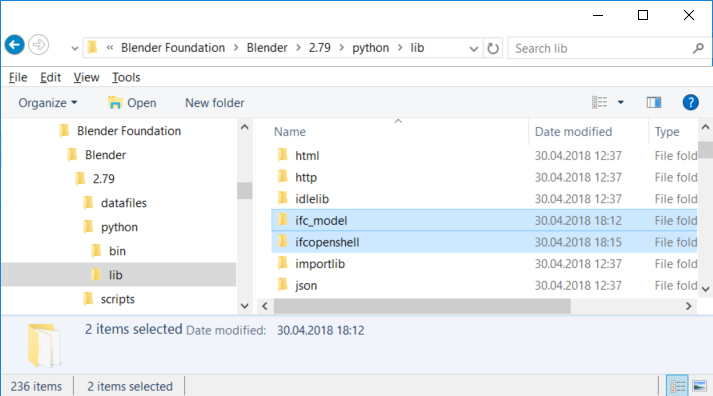 « Blender Foundation > Blender > 2.79 > python > lib Search lib
File Edit View Tools
Organize Open New folder ?
Blender Foundation
Blender
2.79
datafiles
python
bin
lib
scripts
Name Date modified Type
html 30.04.2018 12:37 File fold
http 30.04.2018 12:37 File fold
idlelib 30.04.2018 12:37 File fold
ifc_model 30.04.2018 18:12 File fold
ifcopenshell 30.04.2018 18:15 File fold
importlib 30.04.2018 12:37 File fold
json 30.04.2018 12:37 File fold
2 items selected Date modified: 30.04.2018 18:12
236 items 2 items selected